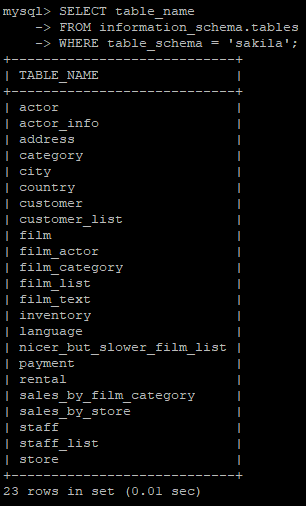 mysql> SELECT table_name
    -> FROM information_schema.tables
    -> WHERE table_schema = 'sakila';
+----------------------------+
| TABLE_NAME                 |
+----------------------------+
| actor                      |
| actor_info                 |
| address                    |
| category                   |
| city                       |
| country                    |
| customer                   |
| customer_list              |
| film                       |
| film_actor                 |
| film_category              |
| film_list                  |
| film_text                  |
| inventory                  |
| language                   |
| nicer_but_slower_film_list |
| payment                    |
| rental                     |
| sales_by_film_category     |
| sales_by_store             |
| staff                      |
| staff_list                 |
| store                      |
+----------------------------+
23 rows in set (0.01 sec)